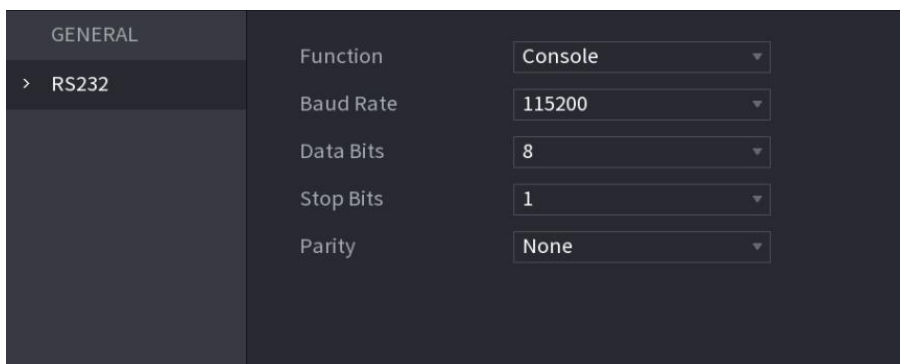 GENERAL
> RS232
Function Console
Baud Rate 115200
Data Bits 8
Stop Bits 1
Parity None